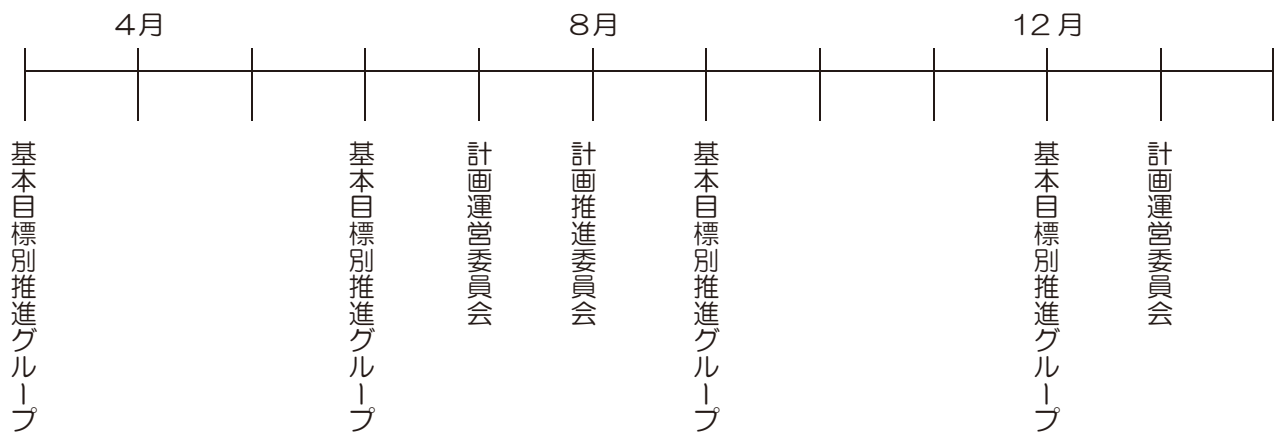 4月
8月
12月
基本目標別推進グループ
基本目標別推進グループ
計画運営委員会
計画推進委員会
基本目標別推進グループ
基本目標別推進グループ
計画運営委員会